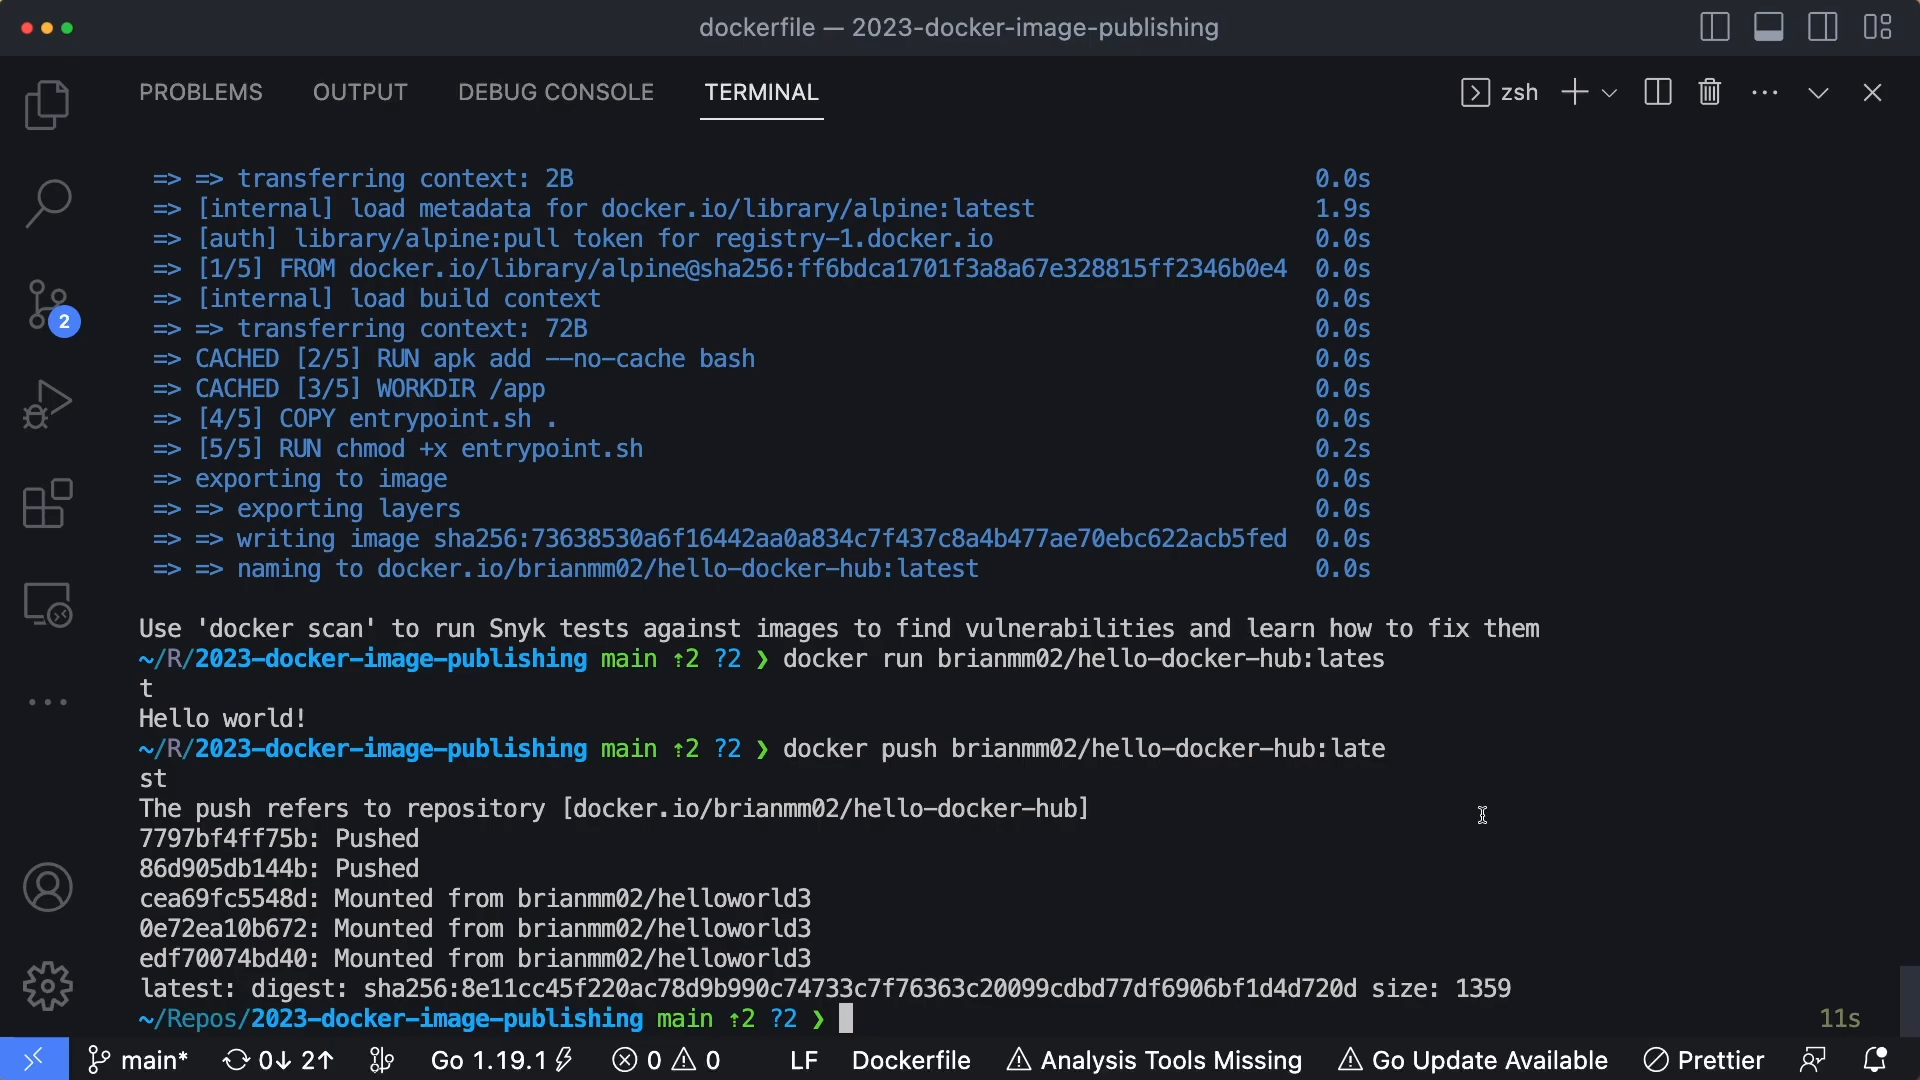 dockerfile — 2023-docker-image-publishing
PROBLEMS OUTPUT DEBUG CONSOLE TERMINAL zsh
=> => transferring context: 2B 0.0s
=> [internal] load metadata for docker.io/library/alpine:latest 1.9s
=> [auth] library/alpine:pull token for registry-1.docker.io 0.0s
=> [1/5] FROM docker.io/library/alpine@sha256:ff6bdca1701f3a8a67e328815ff2346b0e4 0.0s
=> [internal] load build context 0.0s
=> => transferring context: 72B 0.0s
=> CACHED [2/5] RUN apk add --no-cache bash 0.0s
=> CACHED [3/5] WORKDIR /app 0.0s
=> [4/5] COPY entrypoint.sh . 0.0s
=> [5/5] RUN chmod +x entrypoint.sh 0.2s
=> exporting to image 0.0s
=> => exporting layers 0.0s
=> => writing image sha256:73638530a6f16442aa0a834c7f437c8a4b477ae70ebc622acb5fed 0.0s
=> => naming to docker.io/brianmm02/hello-docker-hub:latest 0.0s
Use 'docker scan' to run Snyk tests against images to find vulnerabilities and learn how to fix them
~/R/2023-docker-image-publishing main ⇡2 ?2 ❯ docker run brianmm02/hello-docker-hub:lates
t
Hello world!
~/R/2023-docker-image-publishing main ⇡2 ?2 ❯ docker push brianmm02/hello-docker-hub:late
st
The push refers to repository [docker.io/brianmm02/hello-docker-hub]
7797bf4ff75b: Pushed
86d905db144b: Pushed
cea69fc5548d: Mounted from brianmm02/helloworld3
0e72ea10b672: Mounted from brianmm02/helloworld3
edf70074bd40: Mounted from brianmm02/helloworld3
latest: digest: sha256:8e11cc45f220ac78d9b990c74733c7f76363c20099cdbd77df6906bf1d4d720d size: 1359
~/Repos/2023-docker-image-publishing main ⇡2 ?2 ❯ 11s
2
main* 0↓ 2↑ Go 1.19.1 0 0 LF Dockerfile Analysis Tools Missing Go Update Available Prettier